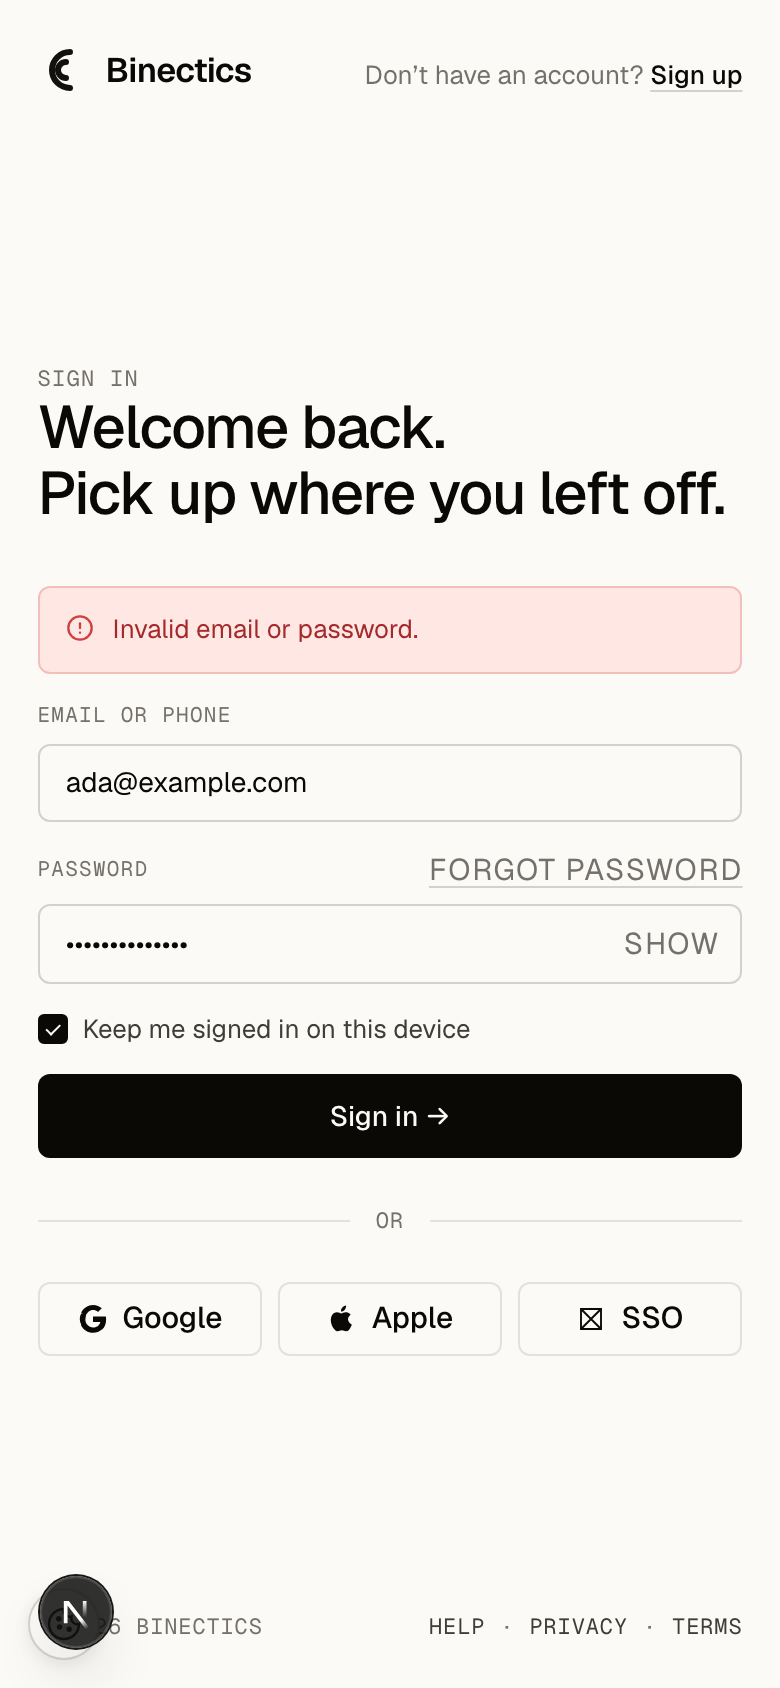 Binectics
Don’t have an account? Sign up
SIGN IN
Welcome back.
Pick up where you left off.
Invalid email or password.
EMAIL OR PHONE
ada@example.com
PASSWORD
FORGOT PASSWORD
••••••••••••••
SHOW
Keep me signed in on this device
Sign in →
OR
Google
Apple
SSO
N
6 BINECTICS
HELP · PRIVACY · TERMS